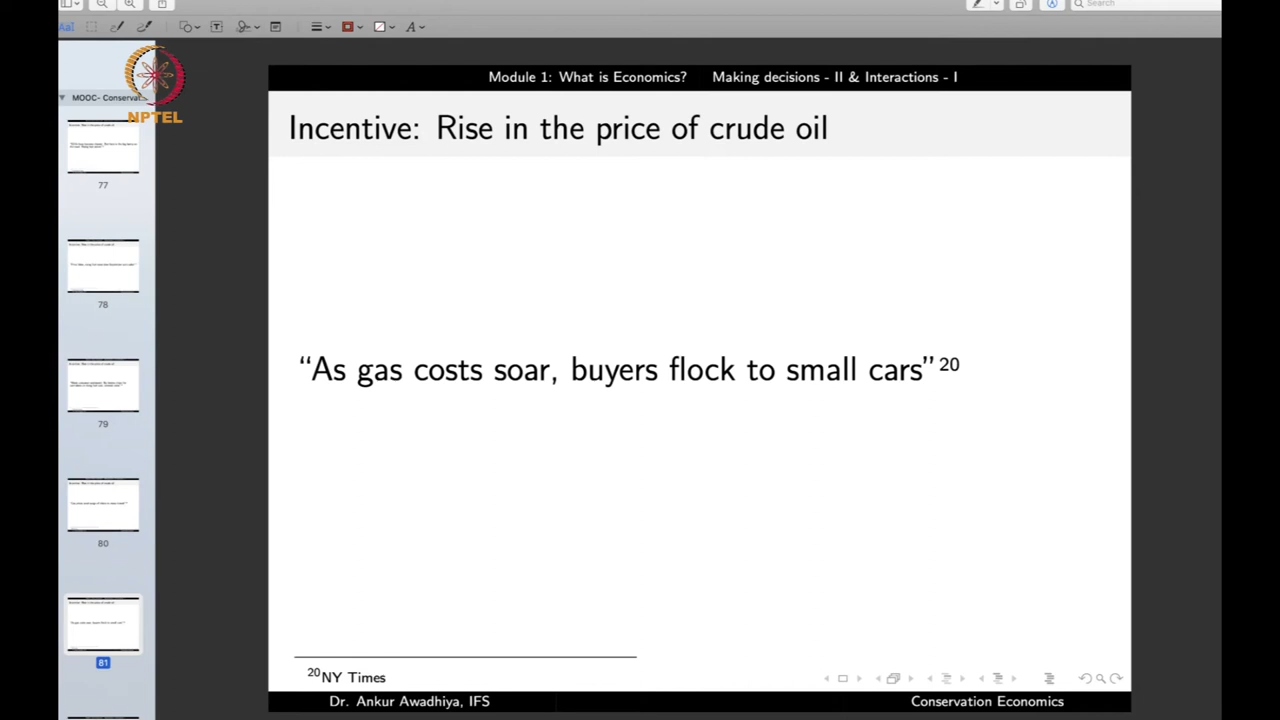 Search
MOOC- Conservat...
NPTEL
77
78
79
80
81
Module 1: What is Economics? Making decisions - II & Interactions - I
Incentive: Rise in the price of crude oil
“As gas costs soar, buyers flock to small cars”20
20NY Times
Dr. Ankur Awadhiya, IFS Conservation Economics